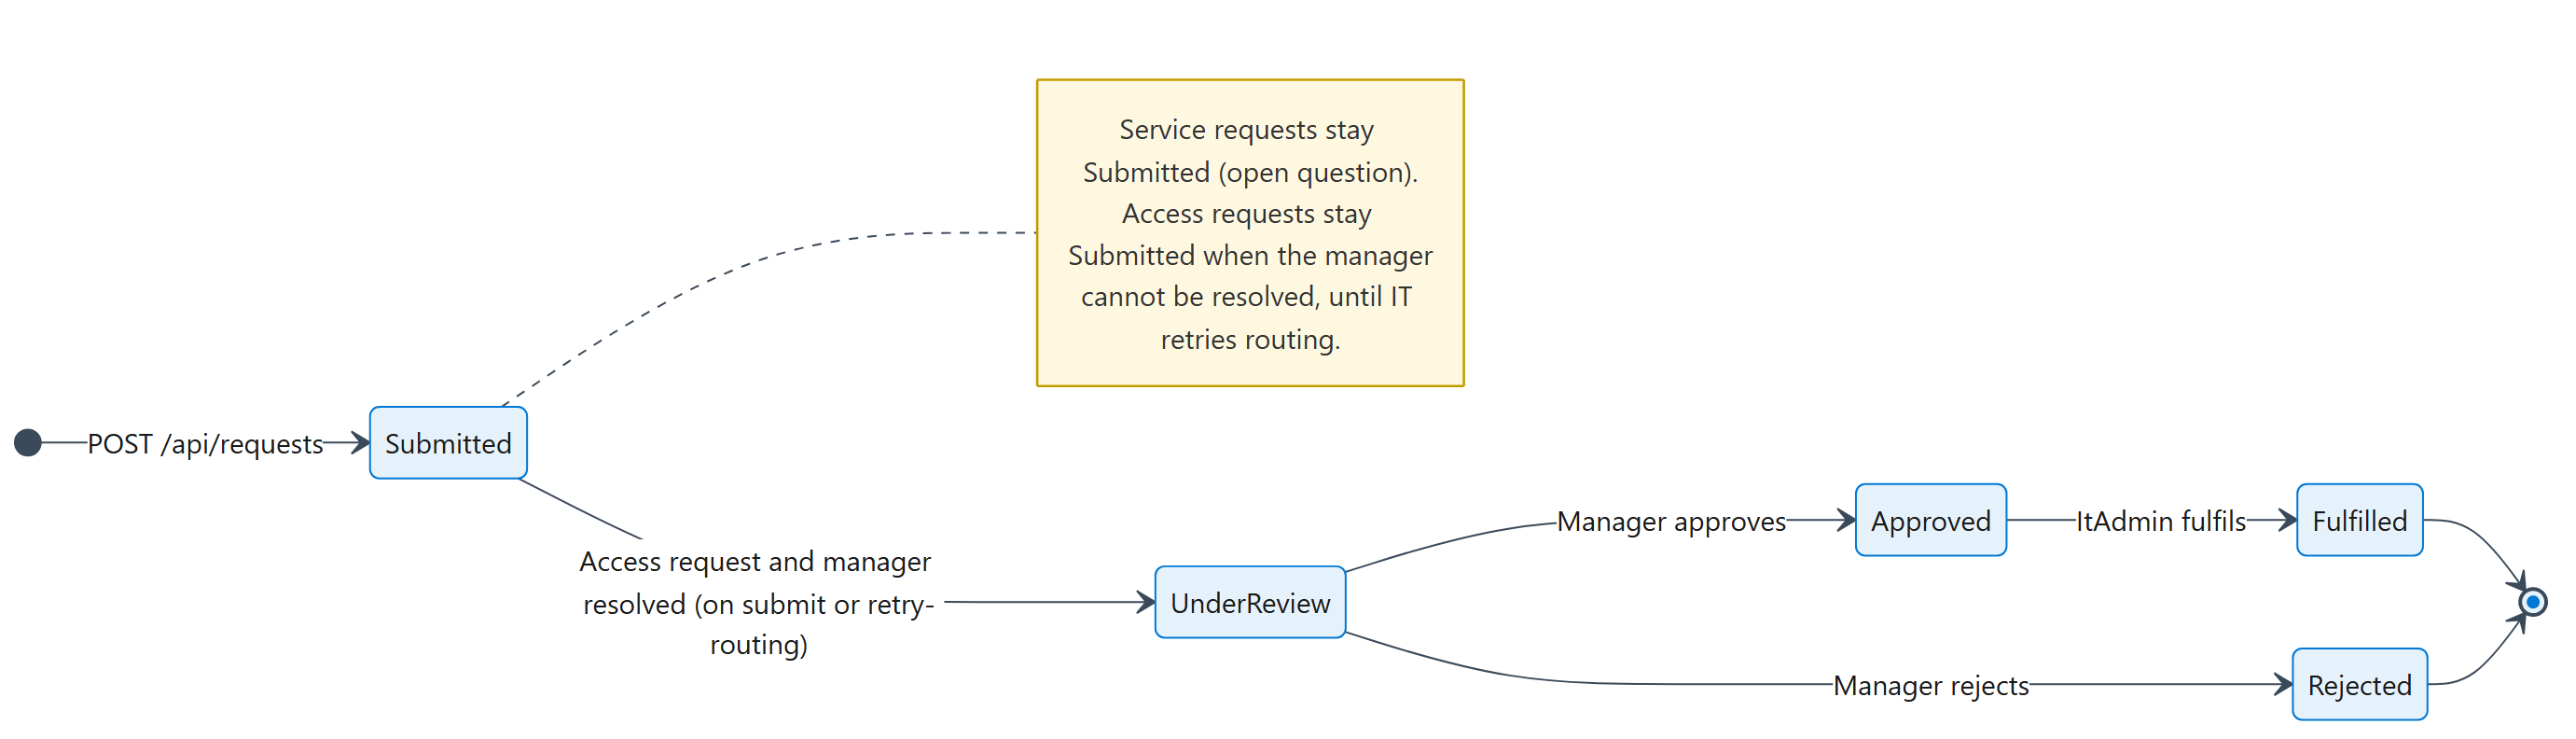 Service requests stay
Submitted (open question).
Access requests stay
Submitted when the manager
cannot be resolved, until IT
retries routing.
POST /api/requests
Submitted
Access request and manager
resolved (on submit or retry-
routing)
UnderReview
Manager approves
Approved
ItAdmin fulfils
Fulfilled
Manager rejects
Rejected